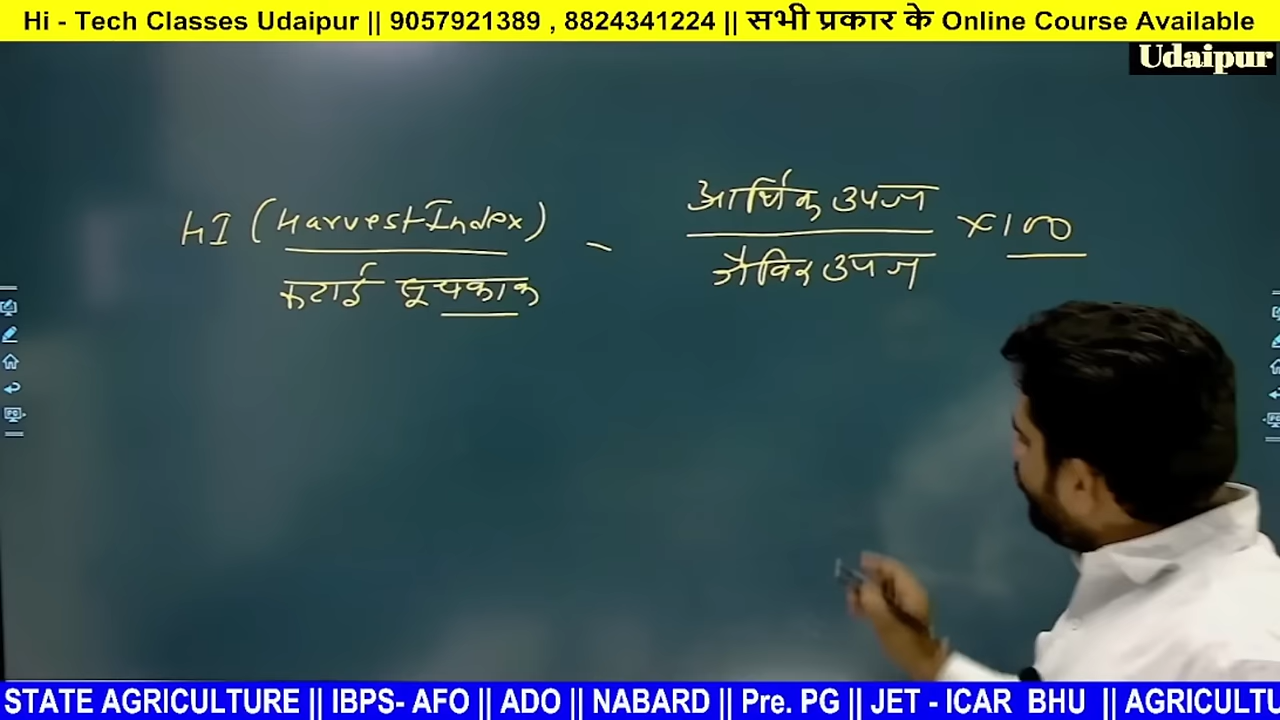 Hi - Tech Classes Udaipur || 9057921389 , 8824341224 || सभी प्रकार के Online Course Available
Udaipur
HI (Harvest Index) - आर्थिक उपज × 100
कटाई सूचकांक जैविक उपज
STATE AGRICULTURE || IBPS- AFO || ADO || NABARD || Pre. PG || JET - ICAR BHU || AGRICULTU